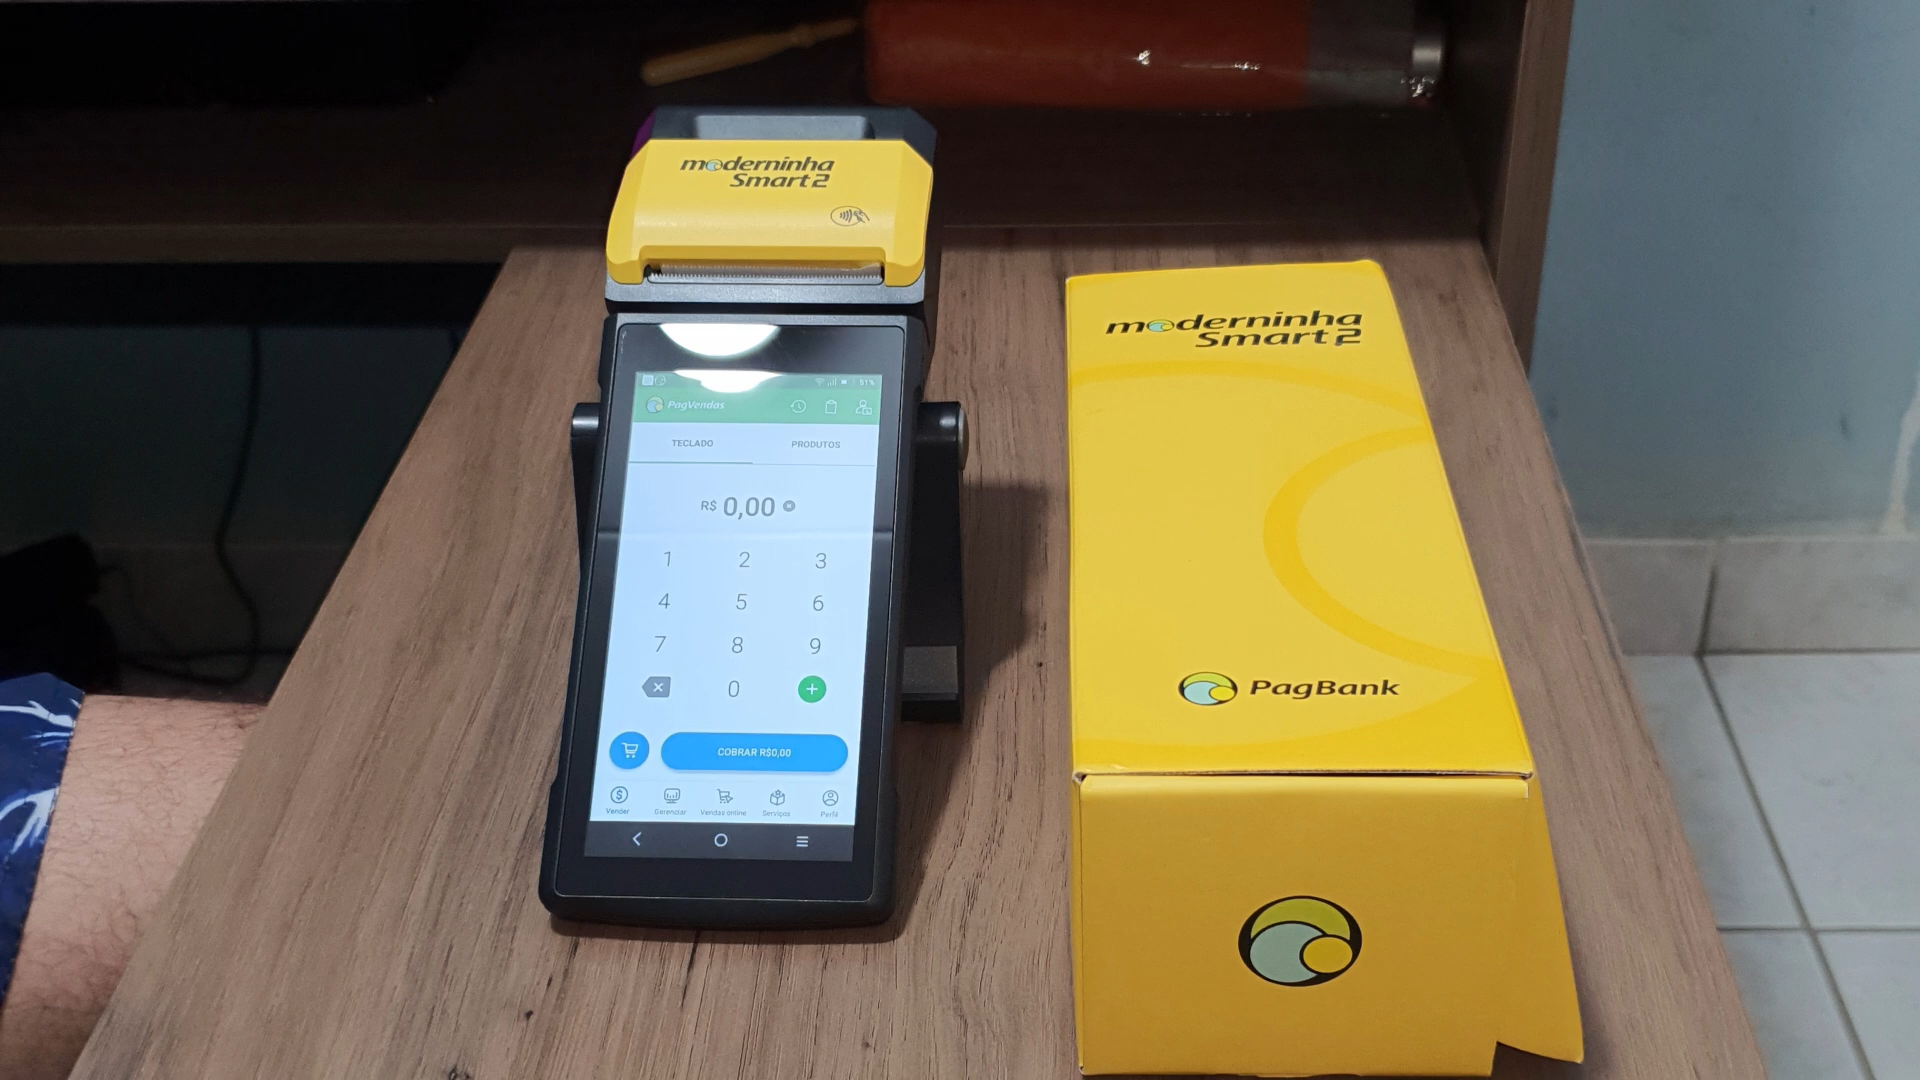 moderninha
Smart2
51%
PagVendas
TECLADO
PRODUTOS
R$ 0,00
1 2 3
4 5 6
7 8 9
0 +
COBRAR R$0,00
Vender
Gerenciar
Vendas online
Serviços
Perfil
moderninha
Smart2
PagBank